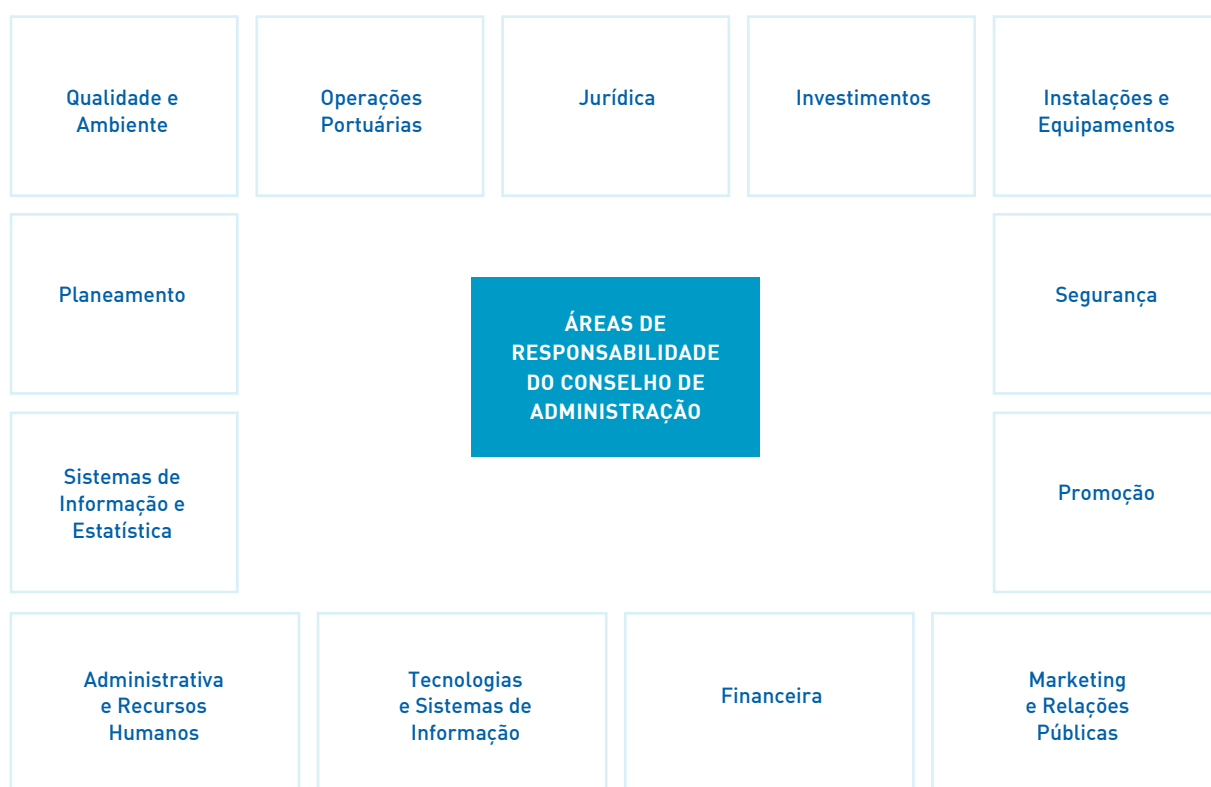 Qualidade e
Ambiente
Operações
Portuárias
Jurídica
Investimentos
Instalações e
Equipamentos
Planeamento
ÁREAS DE
RESPONSABILIDADE
DO CONSELHO DE
ADMINISTRAÇÃO
Segurança
Sistemas de
Informação e
Estatística
Promoção
Administrativa
e Recursos
Humanos
Tecnologias
e Sistemas de
Informação
Financeira
Marketing
e Relações
Públicas